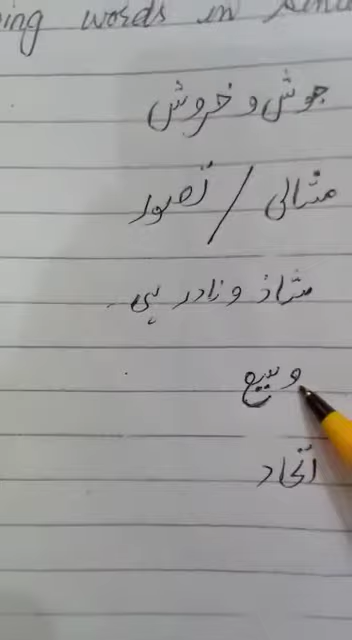 ing words in
جوش و خروش
مثالی / تصور
شاذ و نادر ہی۔
وسیع
اتحاد